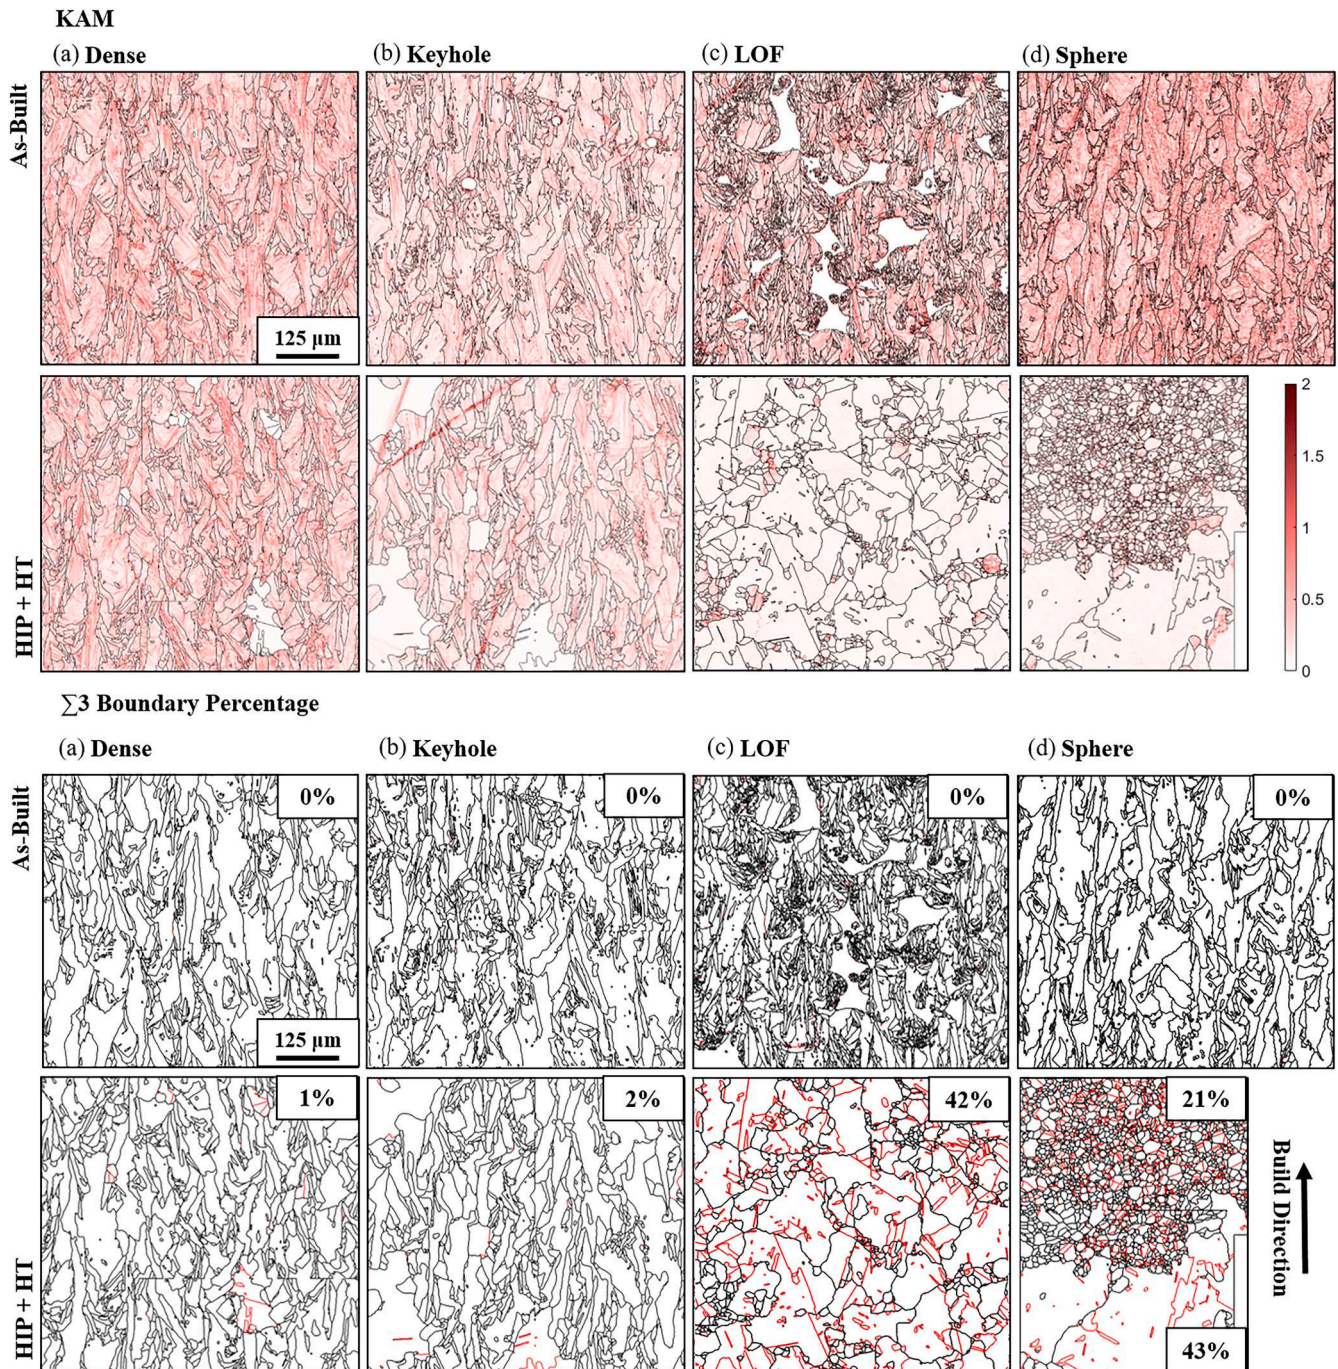 KAM
(a) Dense
(b) Keyhole
(c) LOF
(d) Sphere
As-Built
125 µm
HIP + HT
2
1.5
1
0.5
0
∑3 Boundary Percentage
(a) Dense
(b) Keyhole
(c) LOF
(d) Sphere
As-Built
0%
0%
0%
0%
125 µm
HIP + HT
1%
2%
42%
21%
43%
Build Direction